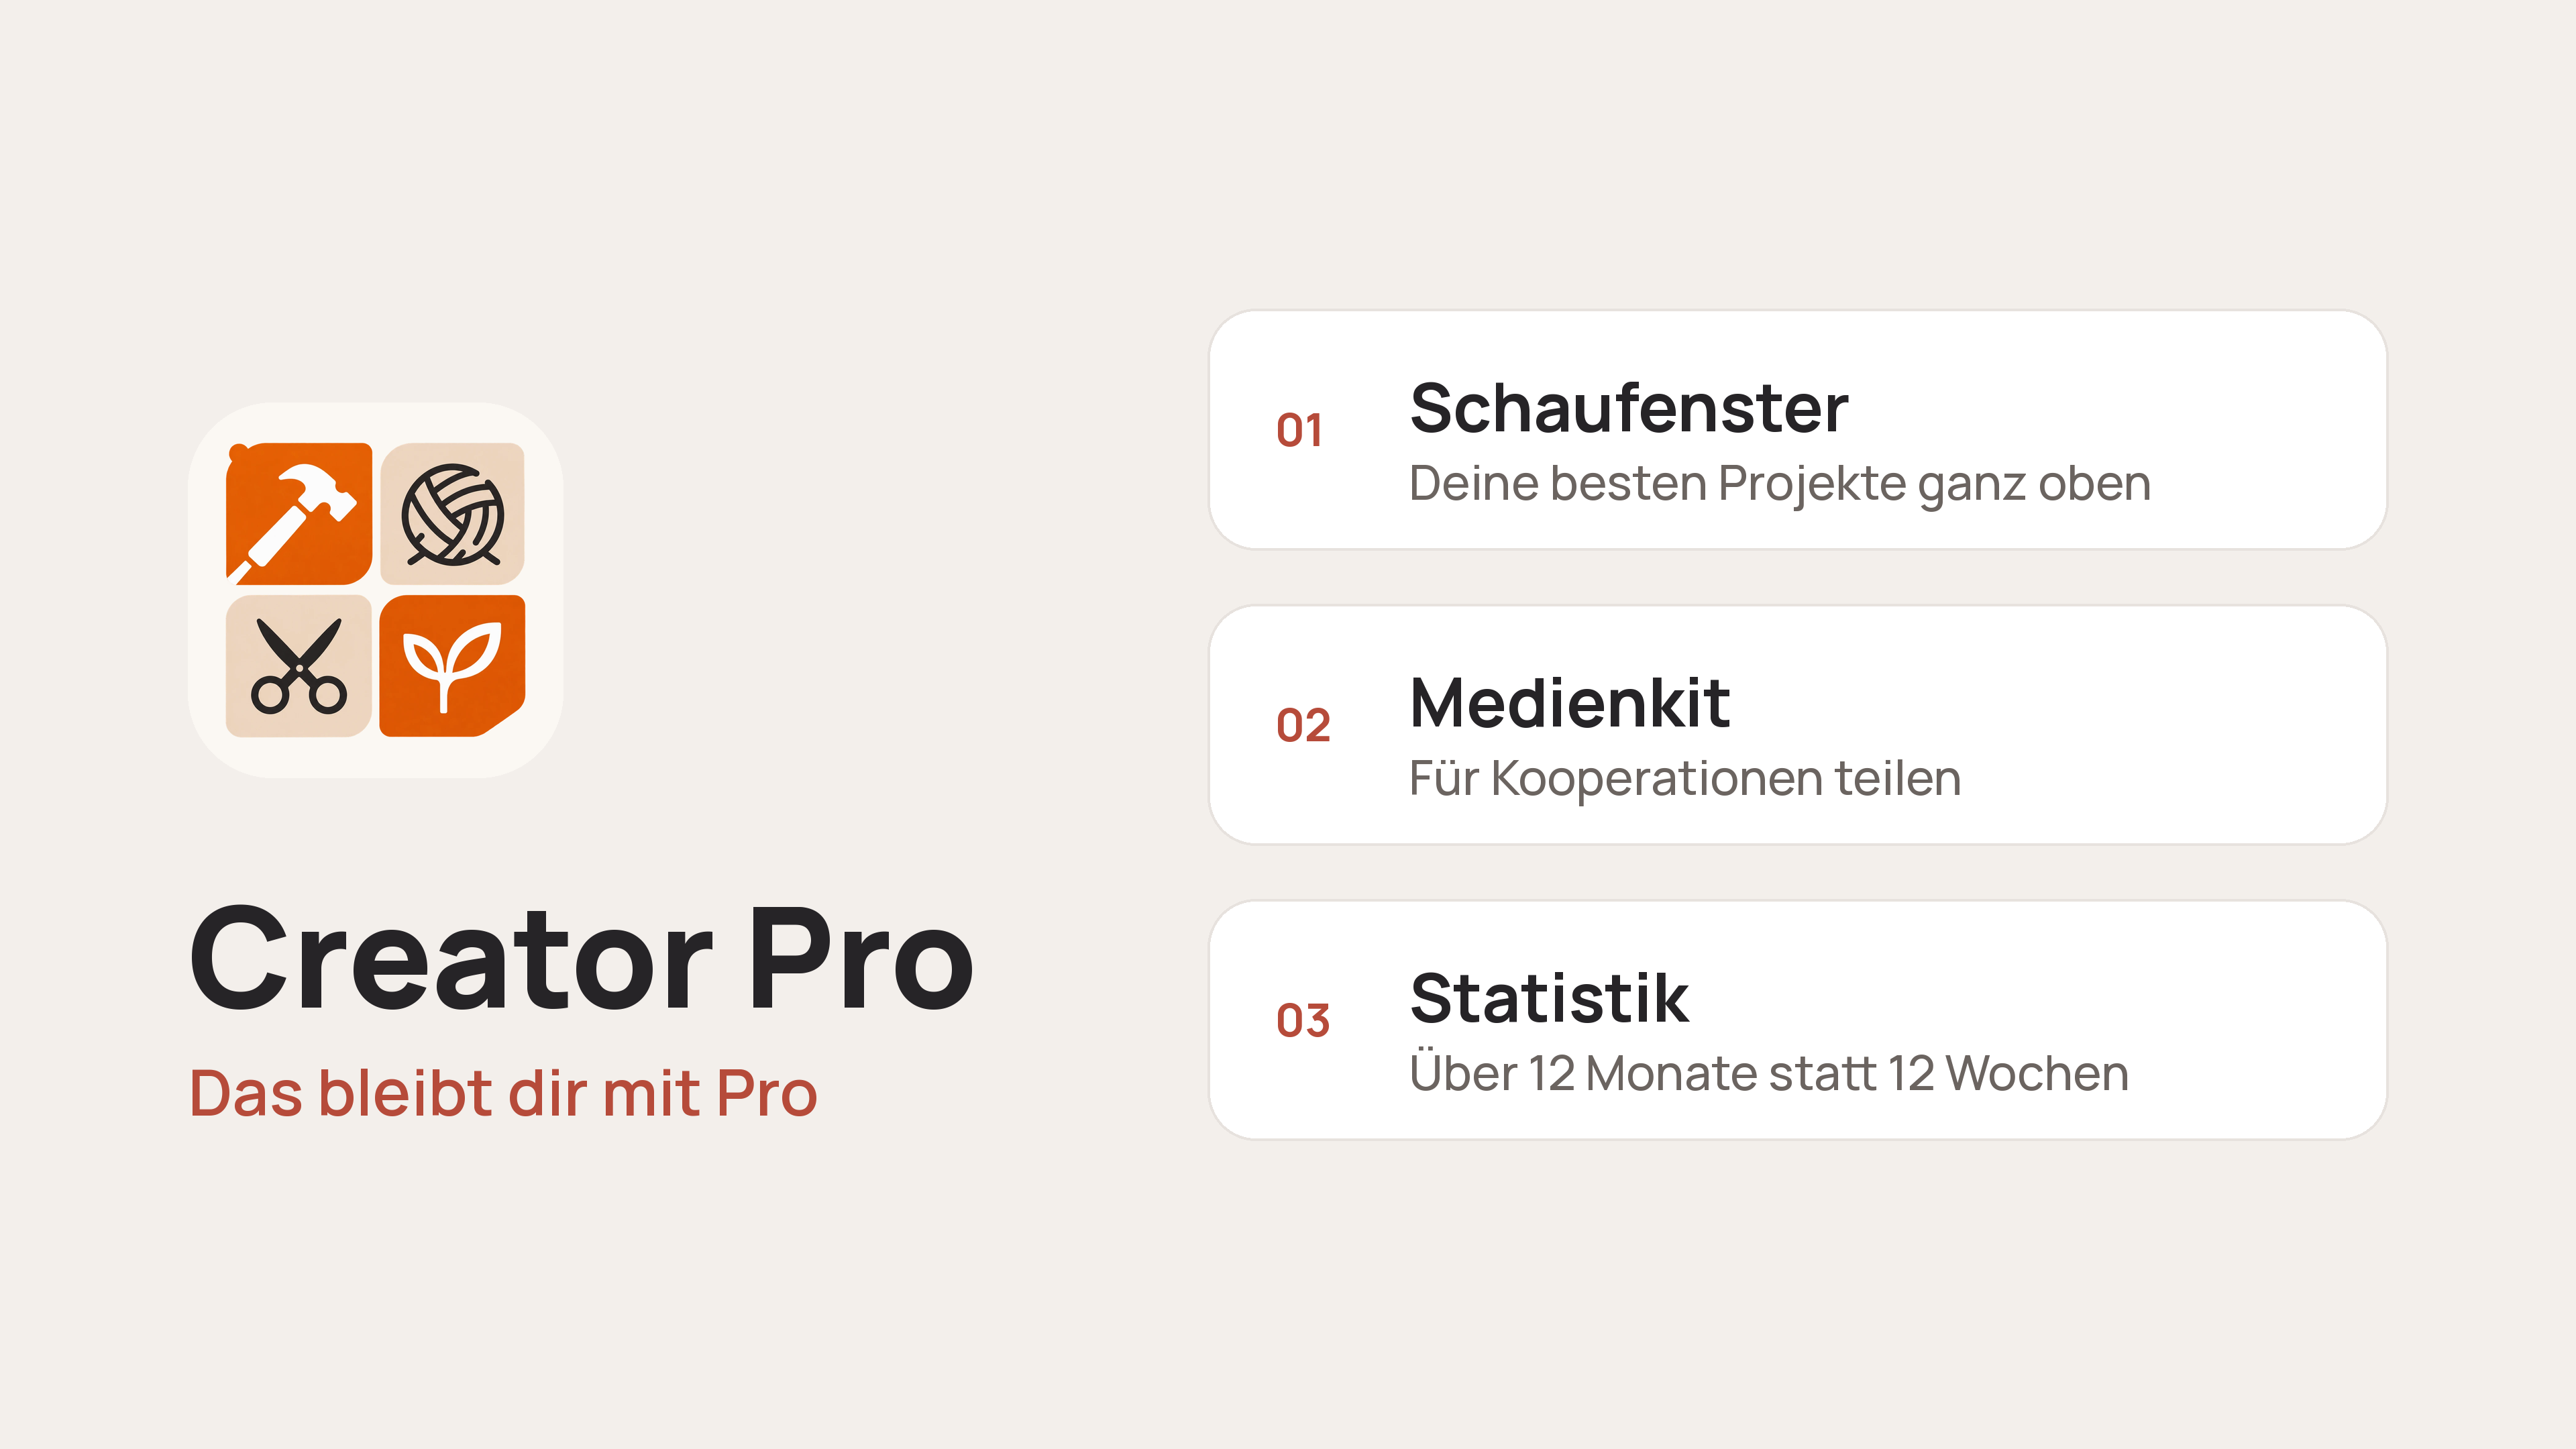 Creator Pro
Das bleibt dir mit Pro
01
Schaufenster
Deine besten Projekte ganz oben
02
Medienkit
Für Kooperationen teilen
03
Statistik
Über 12 Monate statt 12 Wochen